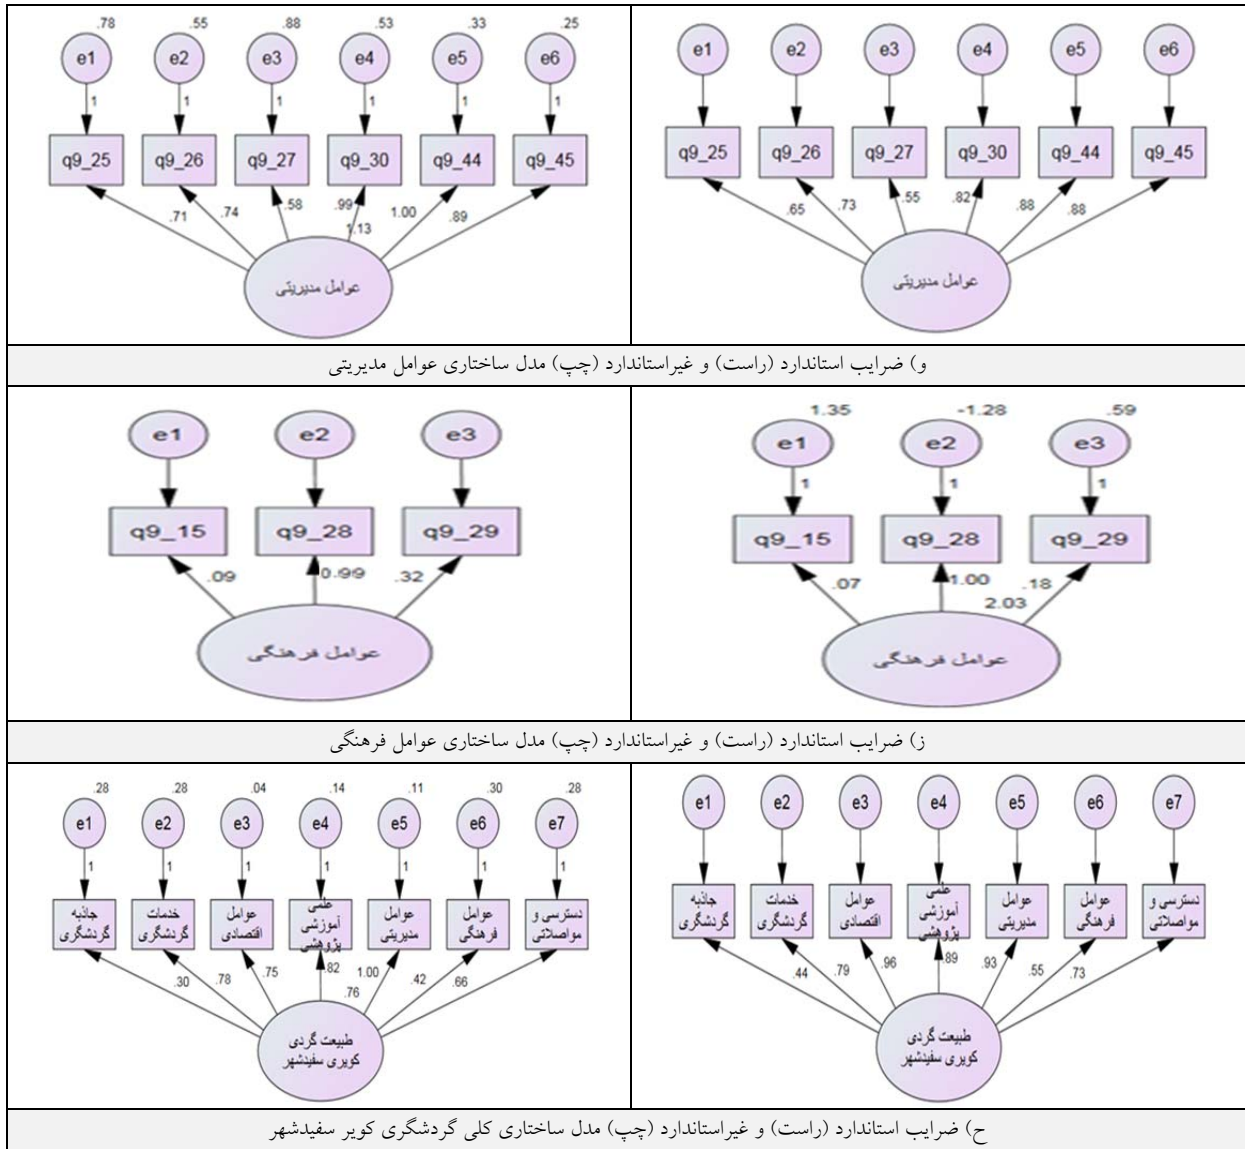 .78 .55 .88 .53 .33 .25
e1 e2 e3 e4 e5 e6
1 1 1 1 1 1
q9_25 q9_26 q9_27 q9_30 q9_44 q9_45
.71 .74 .58 .99 1.00 .89
1.13
عوامل مدیریتی
e1 e2 e3 e4 e5 e6
q9_25 q9_26 q9_27 q9_30 q9_44 q9_45
.65 .73 .55 .82 .88 .88
عوامل مدیریتی
و) ضرایب استاندارد (راست) و غیراستاندارد (چپ) مدل ساختاری عوامل مدیریتی
e1 e2 e3
q9_15 q9_28 q9_29
.09 0.99 .32
عوامل فرهنگی
1.35 -1.28 .59
e1 e2 e3
1 1 1
q9_15 q9_28 q9_29
.07 1.00 .18
2.03
عوامل فرهنگی
ز) ضرایب استاندارد (راست) و غیراستاندارد (چپ) مدل ساختاری عوامل فرهنگی
.28 .28 .04 .14 .11 .30 .28
e1 e2 e3 e4 e5 e6 e7
1 1 1 1 1 1 1
جاذبه گردشگری
خدمات گردشگری
عوامل اقتصادی
علمی آموزشی پژوهشی
عوامل مدیریتی
عوامل فرهنگی
دسترسی و مواصلاتی
.30 .78 .75 .82 1.00 .42 .66
.76
طبیعت گردی
کویری سفیدشهر
e1 e2 e3 e4 e5 e6 e7
جاذبه گردشگری
خدمات گردشگری
عوامل اقتصادی
علمی آموزشی پژوهشی
عوامل مدیریتی
عوامل فرهنگی
دسترسی و مواصلاتی
.44 .79 .96 .89 .93 .55 .73
طبیعت گردی
کویری سفیدشهر
ح) ضرایب استاندارد (راست) و غیراستاندارد (چپ) مدل ساختاری کلی گردشگری کویر سفیدشهر